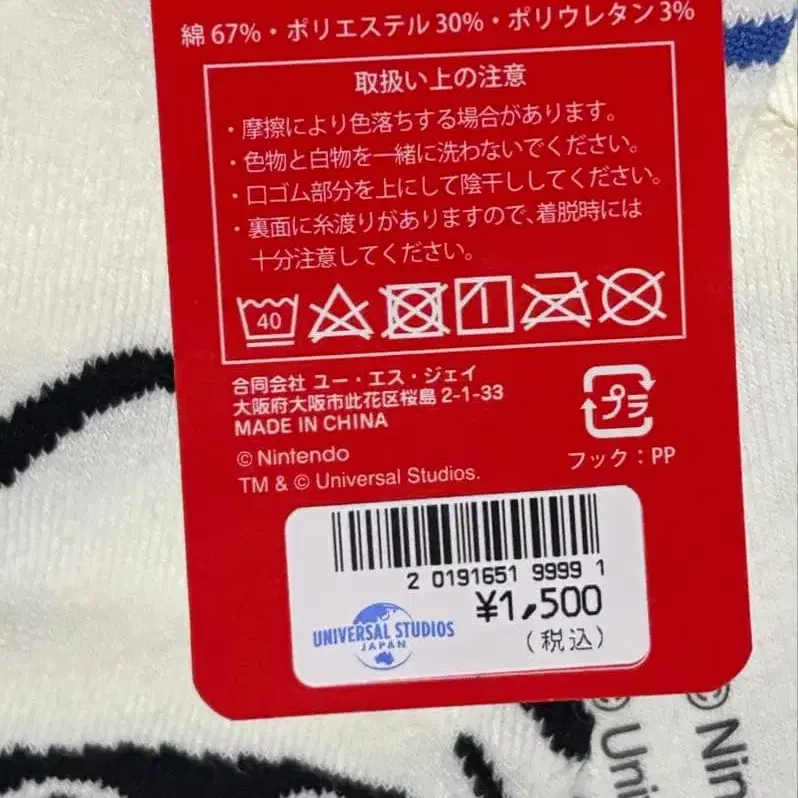 綿 67%・ポリエステル 30%・ポリウレタン 3%
取扱い上の注意
・摩擦により色落ちする場合があります。
・色物と白物を一緒に洗わないでください。
・口ゴム部分を上にして陰干ししてください。
・裏面に糸渡りがありますので、着脱時には
十分注意してください。
40
合同会社 ユー・エス・ジェイ
大阪府大阪市此花区桜島 2-1-33
MADE IN CHINA
© Nintendo
TM & © Universal Studios.
プラ
フック：PP
2 0191651 9999 1
¥1,500
(税込)
UNIVERSAL STUDIOS
JAPAN
© Nin
© Uni